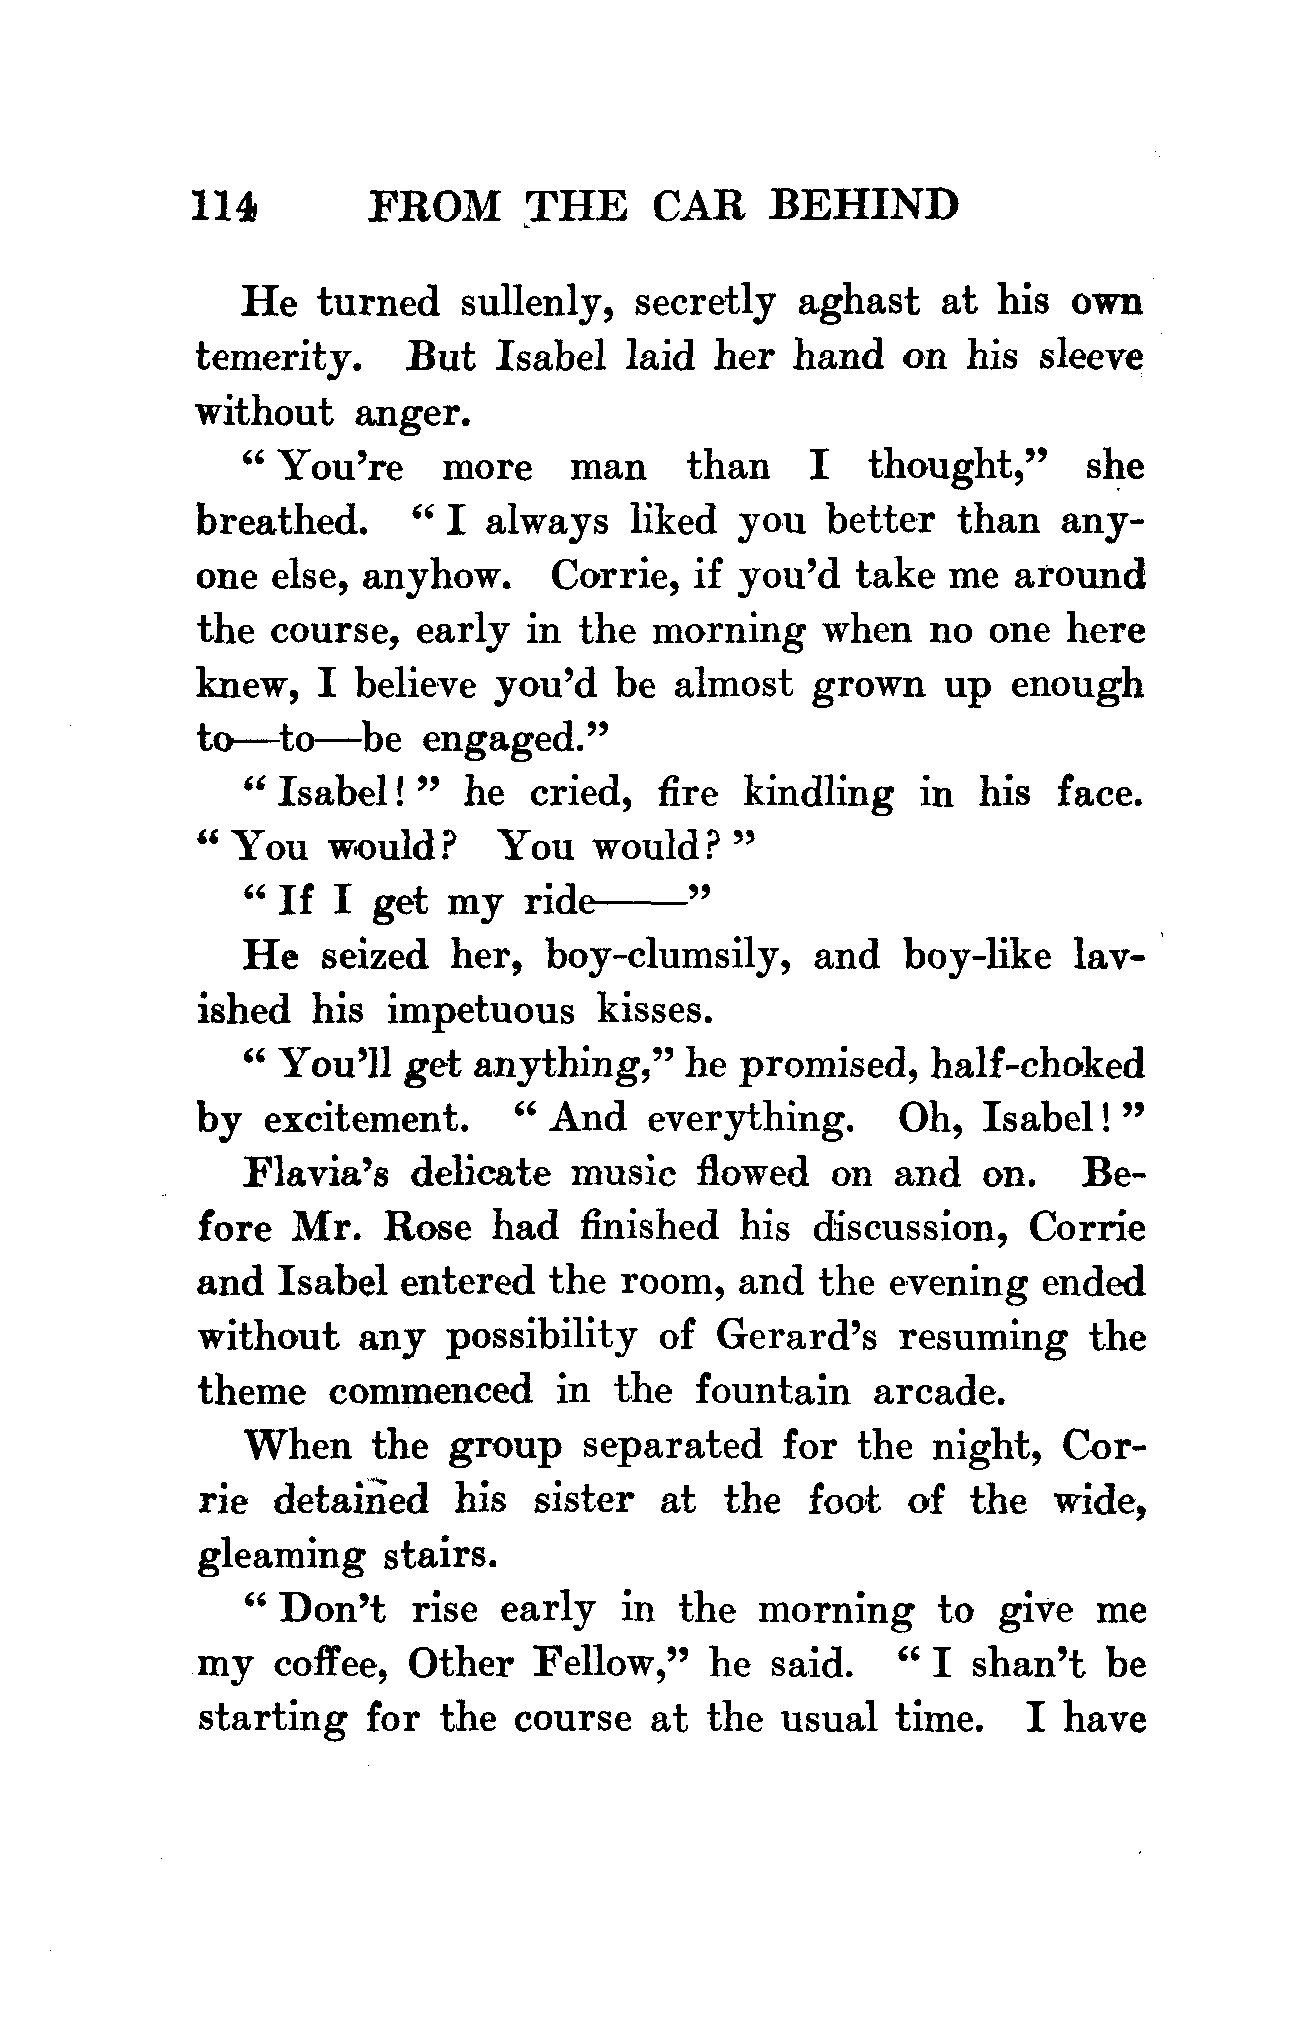 114 FROM THE CAR BEHIND
He turned sullenly, secretly aghast at his own
temerity. But Isabel laid her hand on his sleeve
without anger.
“ You’re more man than I thought,” she
breathed. “ I always liked you better than any-
one else, anyhow. Corrie, if you’d take me around
the course, early in the morning when no one here
knew, I believe you’d be almost grown up enough
to—to—be engaged.”
“ Isabel! ” he cried, fire kindling in his face.
“ You would? You would? ”
“ If I get my ride——”
He seized her, boy-clumsily, and boy-like lav-
ished his impetuous kisses.
“ You’ll get anything,” he promised, half-choked
by excitement. “ And everything. Oh, Isabel! ”
Flavia’s delicate music flowed on and on. Be-
fore Mr. Rose had finished his discussion, Corrie
and Isabel entered the room, and the evening ended
without any possibility of Gerard’s resuming the
theme commenced in the fountain arcade.
When the group separated for the night, Cor-
rie detained his sister at the foot of the wide,
gleaming stairs.
“ Don’t rise early in the morning to give me
my coffee, Other Fellow,” he said. “ I shan’t be
starting for the course at the usual time. I have